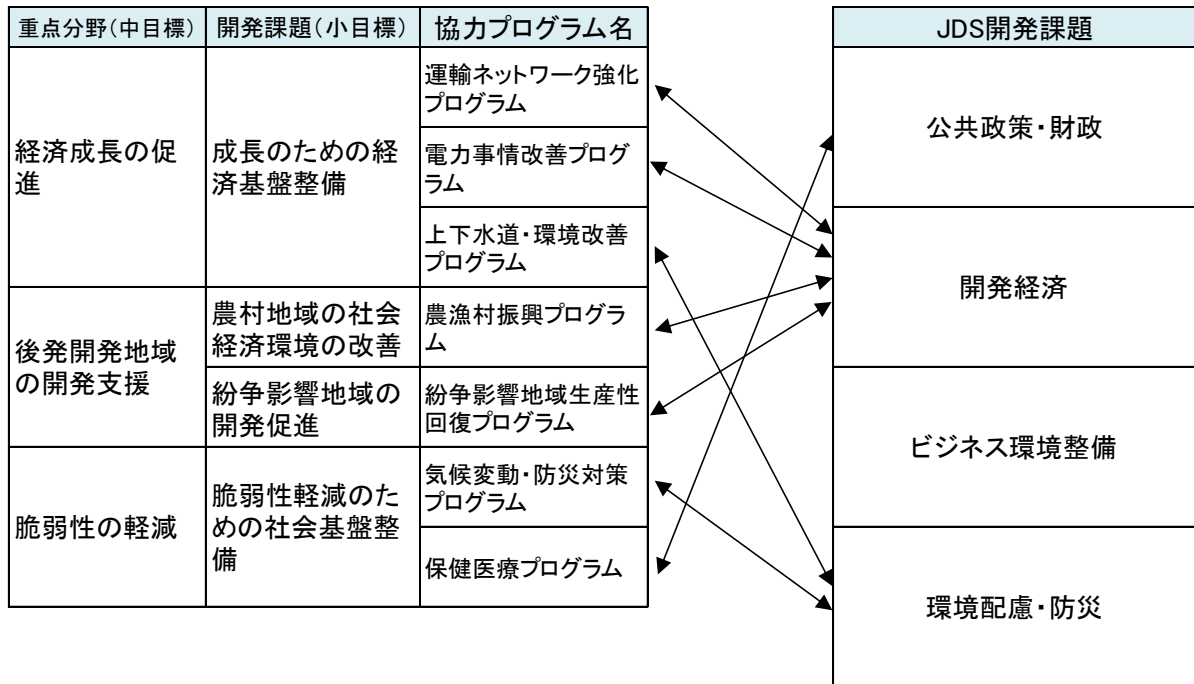 重点分野(中目標)
開発課題(小目標)
協力プログラム名
経済成長の促
進
成長のための経
済基盤整備
運輸ネットワーク強化
プログラム
電力事情改善プログ
ラム
上下水道・環境改善
プログラム
後発開発地域
の開発支援
農村地域の社会
経済環境の改善
農漁村振興プログラ
ム
紛争影響地域の
開発促進
紛争影響地域生産性
回復プログラム
脆弱性の軽減
脆弱性軽減のた
めの社会基盤整
備
気候変動・防災対策
プログラム
保健医療プログラム
JDS開発課題
公共政策・財政
開発経済
ビジネス環境整備
環境配慮・防災